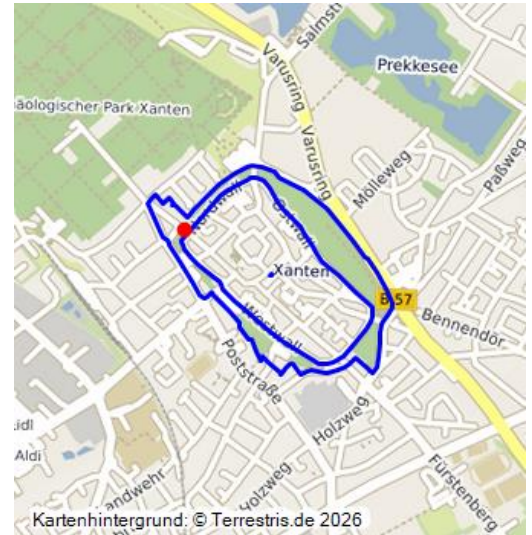 Salmstr
Varusring
Prekkesee
äologischer Park Xanten
Varusring
Paßweg
Mölleweg
Nordwall
Ostwall
Xanten
B 57
Bennendor
Westwall
Poststraße
Holzweg
Lidl
Aldi
Landwehr
Holzweg
Fürstenberg
Kartenhintergrund: © Terrestris.de 2026